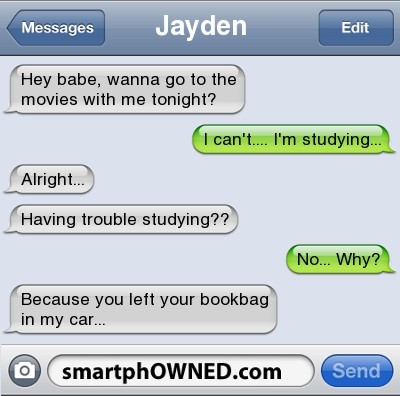 Messages
Jayden
Edit
Hey babe, wanna go to the
movies with me tonight?
I can't.... I'm studying...
Alright...
Having trouble studying??
No... Why?
Because you left your bookbag
in my car...
smartphOWNED.com
Send